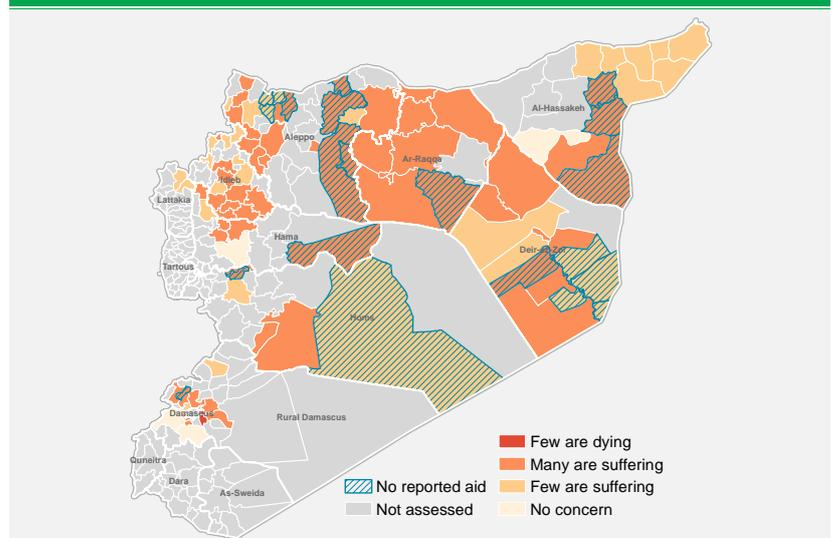 Al-Hassakeh
Aleppo
Ar-Raqqa
Idleb
Lattakia
Hama
Deir-ez-Zor
Tartous
Homs
Damascus
Rural Damascus
Few are dying
Quneitra
Many are suffering
Dara
No reported aid
Few are suffering
As-Sweida
Not assessed
No concern